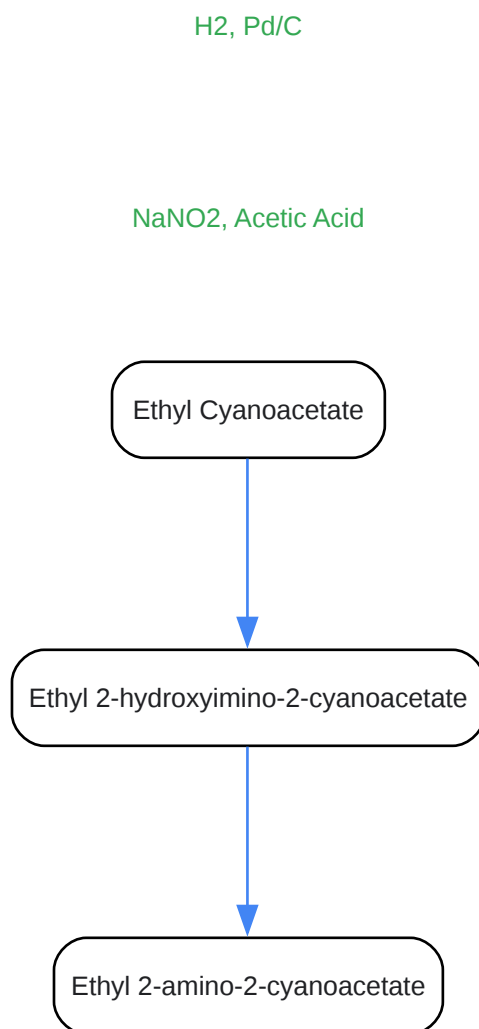 H2, Pd/C
NaNO2, Acetic Acid
Ethyl Cyanoacetate
Ethyl 2-hydroxyimino-2-cyanoacetate
Ethyl 2-amino-2-cyanoacetate